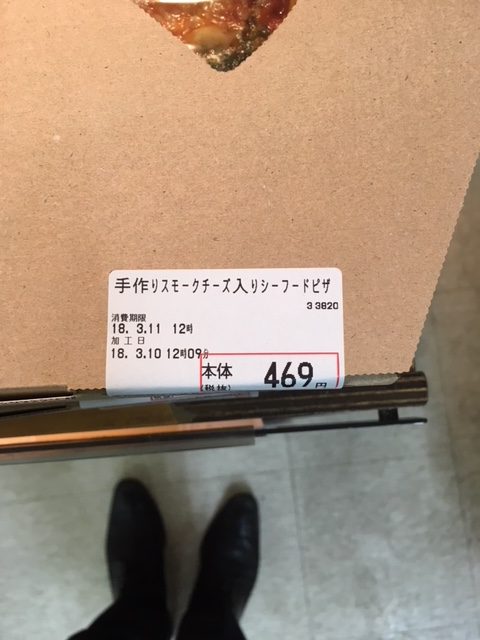 手作りスモークチーズ入りシーフードピザ
33820
消費期限
18. 3.11 12時
加工日
18. 3.10 12時09分
本体 469円
(税抜)